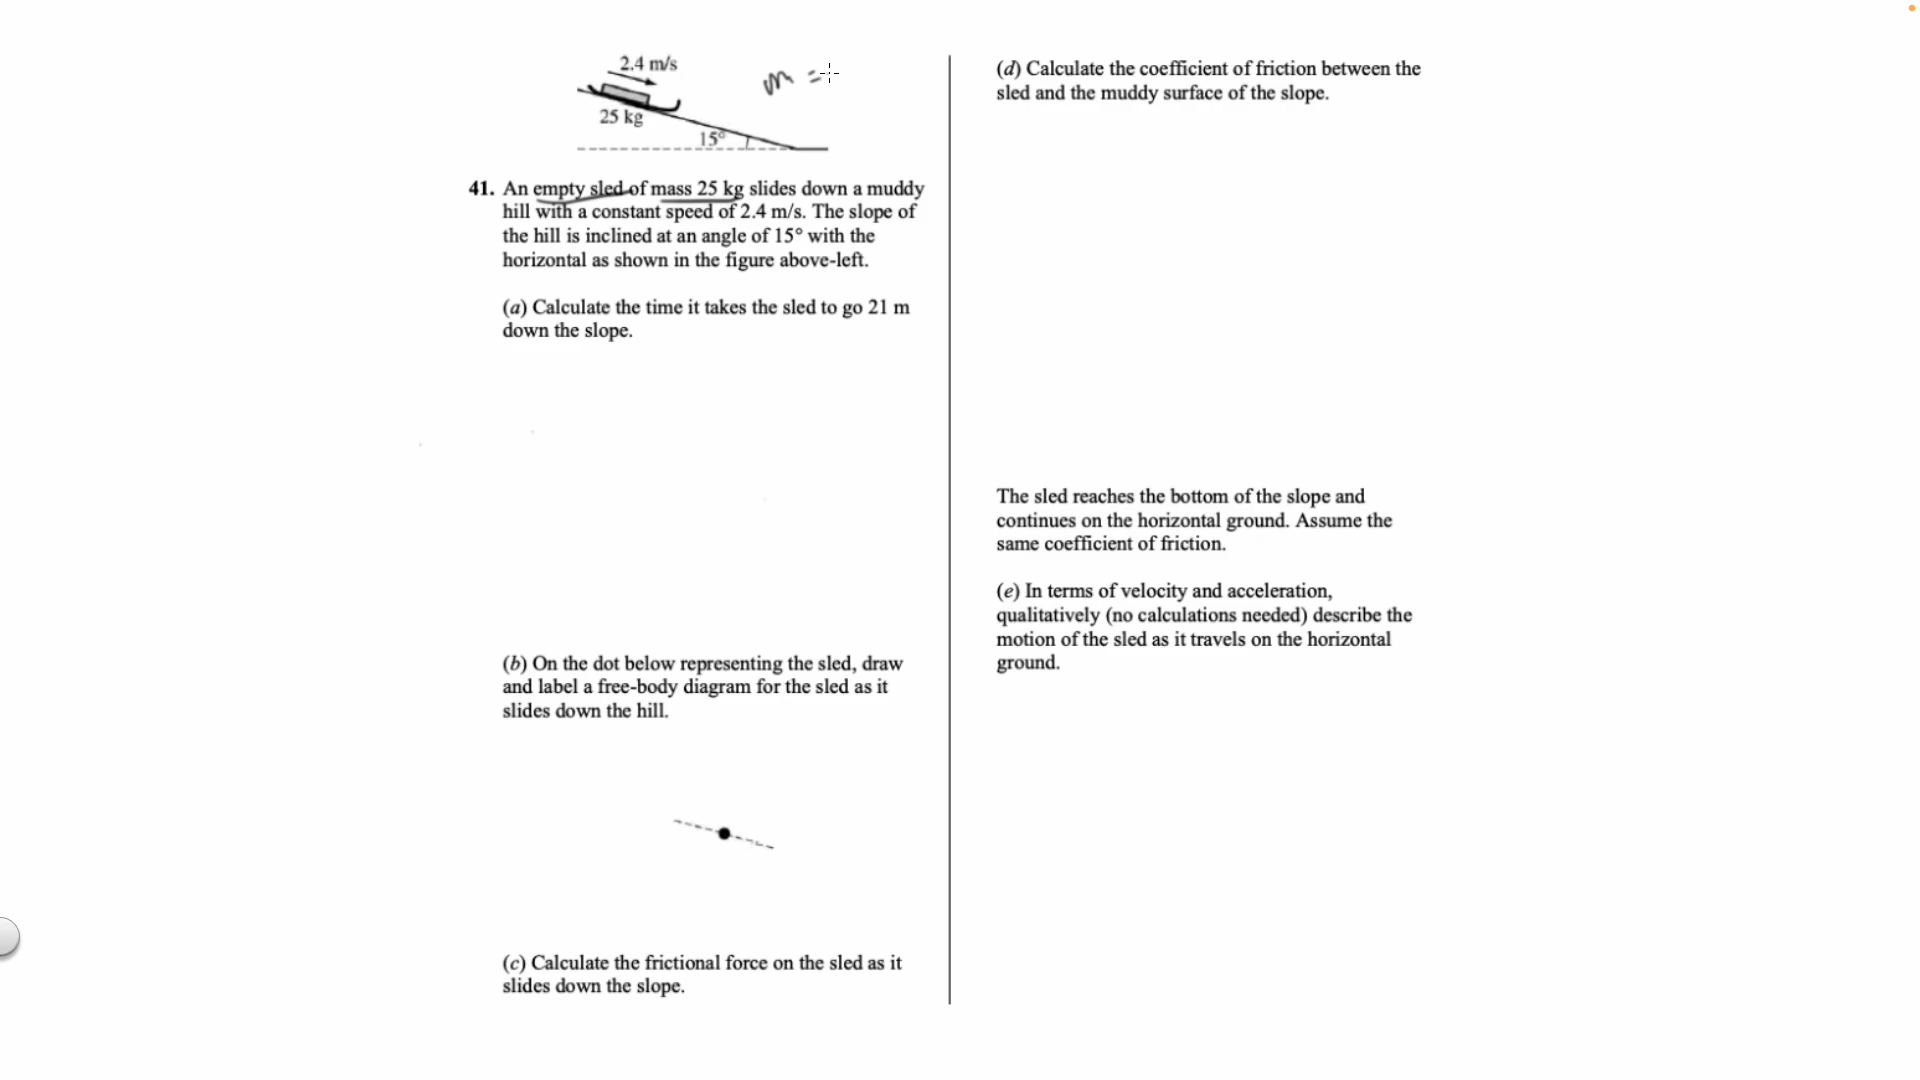 2.4 m/s
m =
25 kg
15°
41. An empty sled of mass 25 kg slides down a muddy
hill with a constant speed of 2.4 m/s. The slope of
the hill is inclined at an angle of 15° with the
horizontal as shown in the figure above-left.
(a) Calculate the time it takes the sled to go 21 m
down the slope.
(b) On the dot below representing the sled, draw
and label a free-body diagram for the sled as it
slides down the hill.
(c) Calculate the frictional force on the sled as it
slides down the slope.
(d) Calculate the coefficient of friction between the
sled and the muddy surface of the slope.
The sled reaches the bottom of the slope and
continues on the horizontal ground. Assume the
same coefficient of friction.
(e) In terms of velocity and acceleration,
qualitatively (no calculations needed) describe the
motion of the sled as it travels on the horizontal
ground.